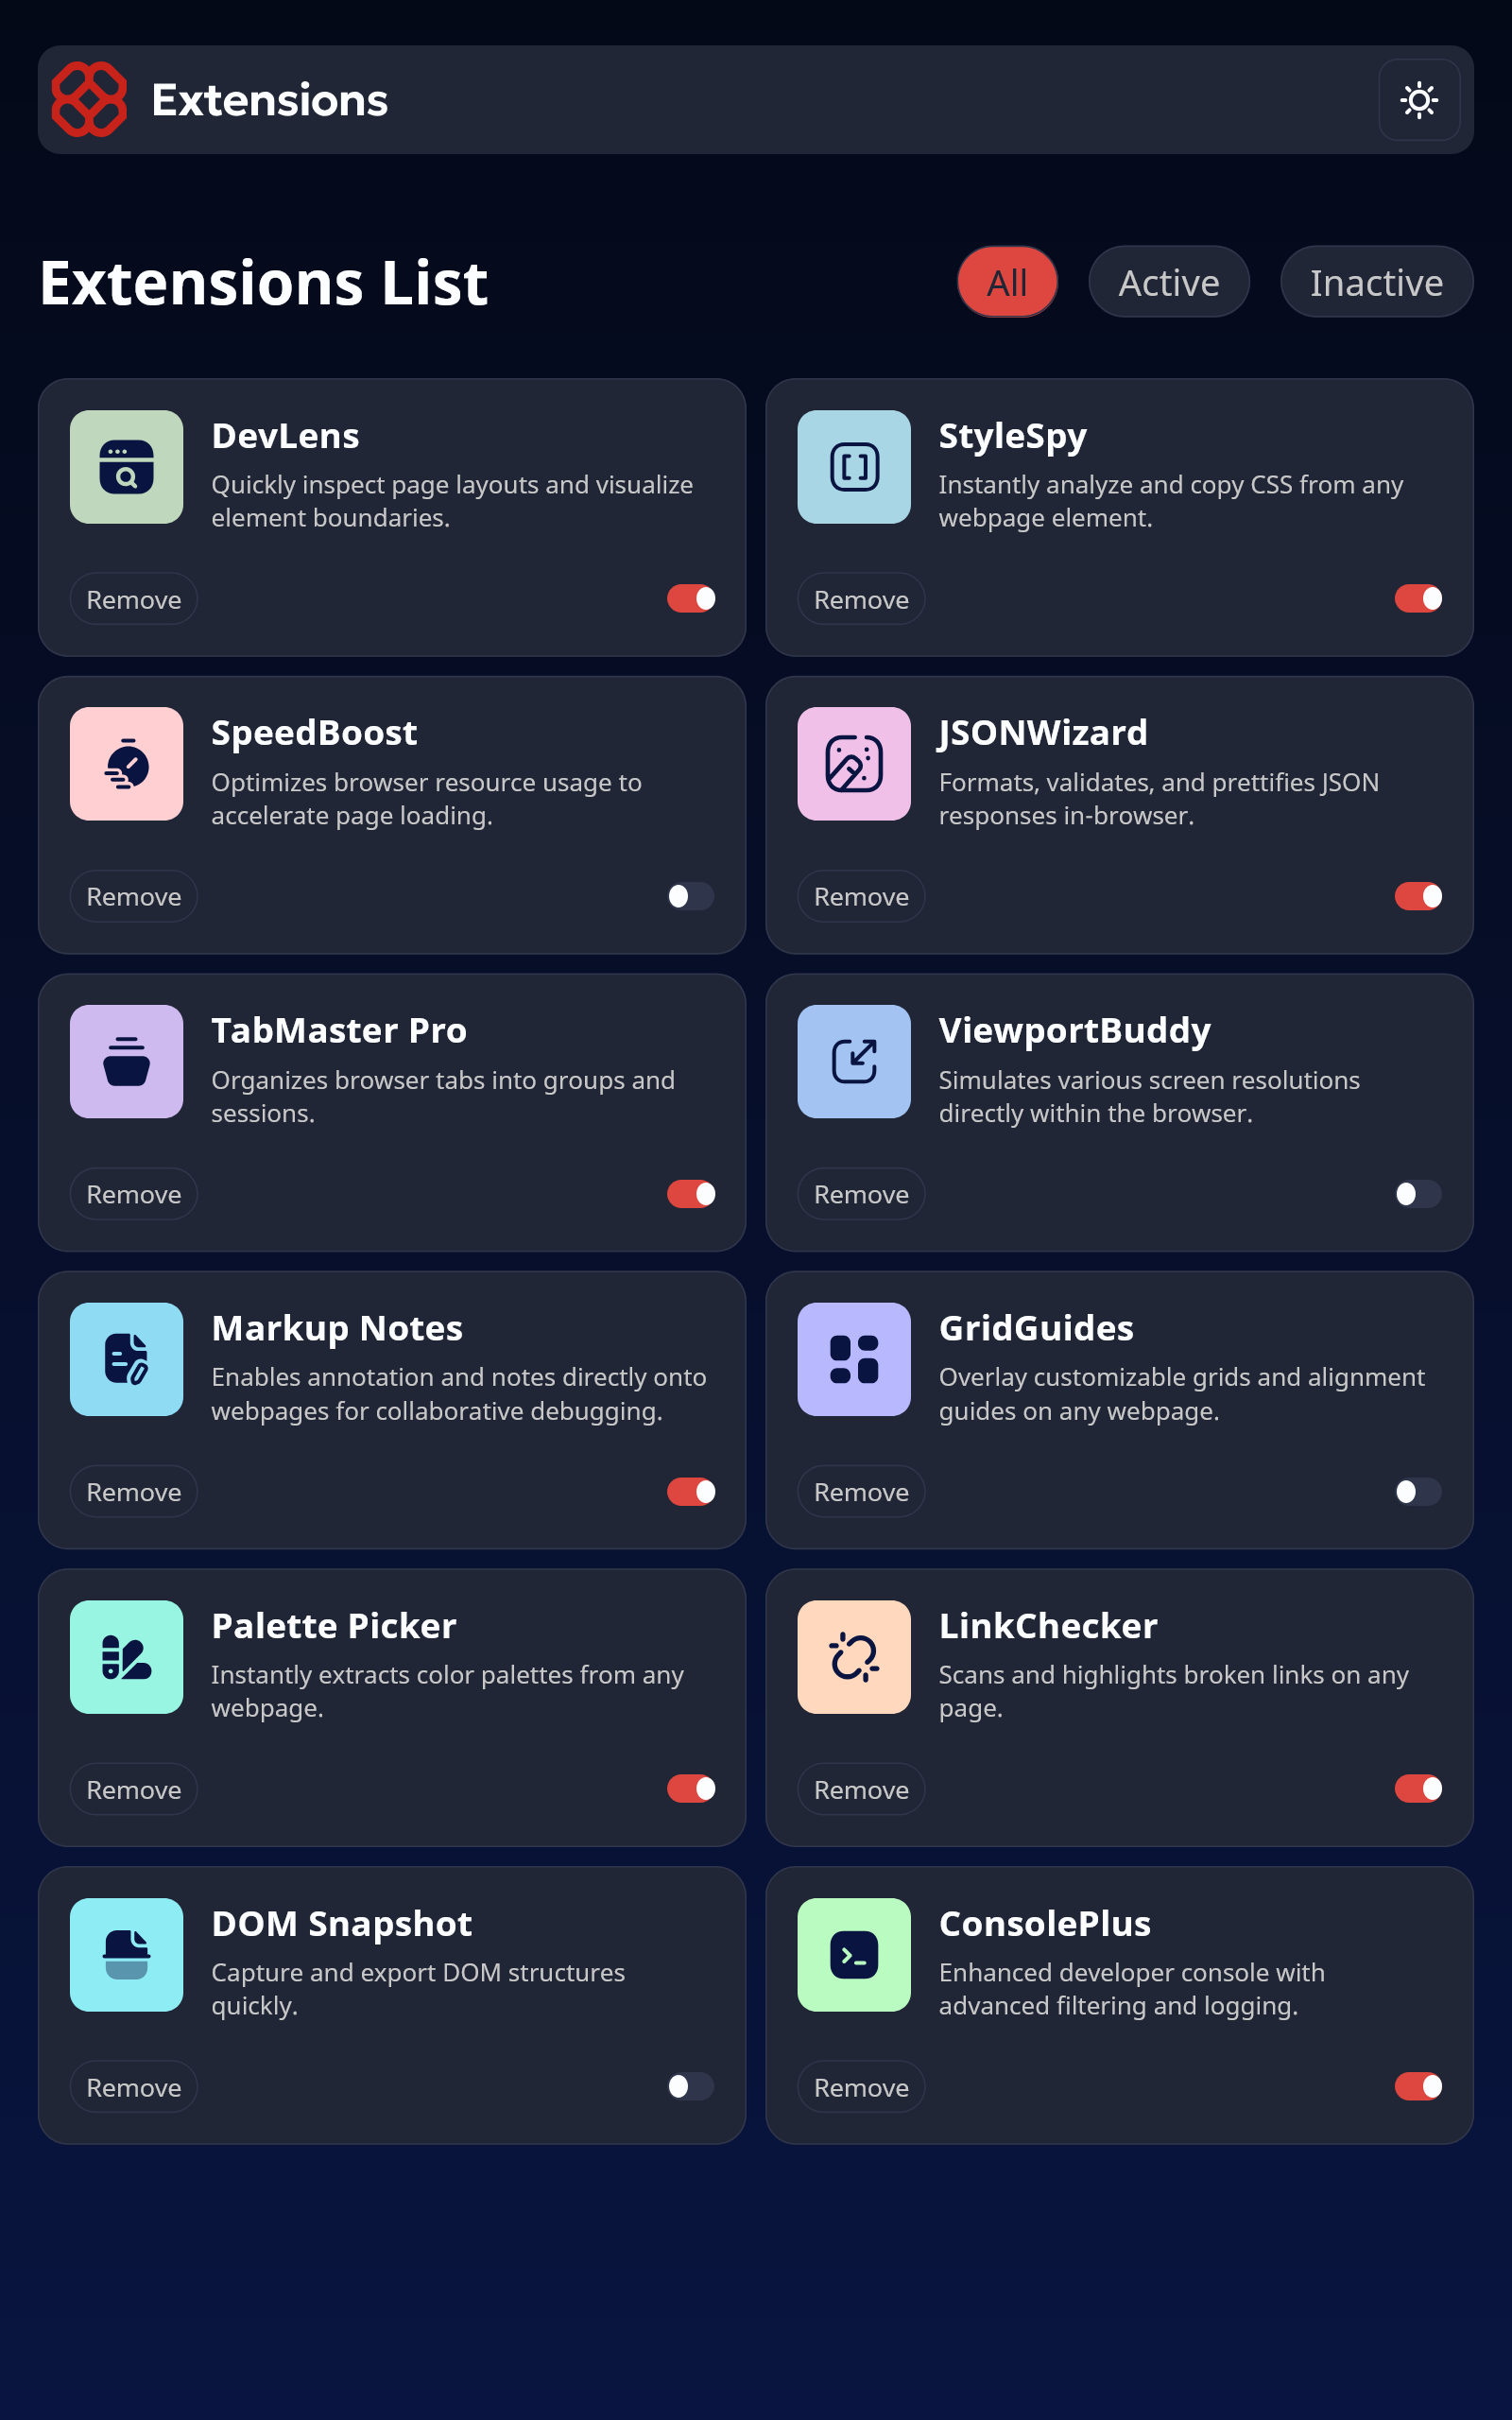 Extensions
Extensions List
All
Active
Inactive
DevLens
Quickly inspect page layouts and visualize
element boundaries.
Remove
StyleSpy
Instantly analyze and copy CSS from any
webpage element.
Remove
SpeedBoost
Optimizes browser resource usage to
accelerate page loading.
Remove
JSONWizard
Formats, validates, and prettifies JSON
responses in-browser.
Remove
TabMaster Pro
Organizes browser tabs into groups and
sessions.
Remove
ViewportBuddy
Simulates various screen resolutions
directly within the browser.
Remove
Markup Notes
Enables annotation and notes directly onto
webpages for collaborative debugging.
Remove
GridGuides
Overlay customizable grids and alignment
guides on any webpage.
Remove
Palette Picker
Instantly extracts color palettes from any
webpage.
Remove
LinkChecker
Scans and highlights broken links on any
page.
Remove
DOM Snapshot
Capture and export DOM structures
quickly.
Remove
ConsolePlus
Enhanced developer console with
advanced filtering and logging.
Remove